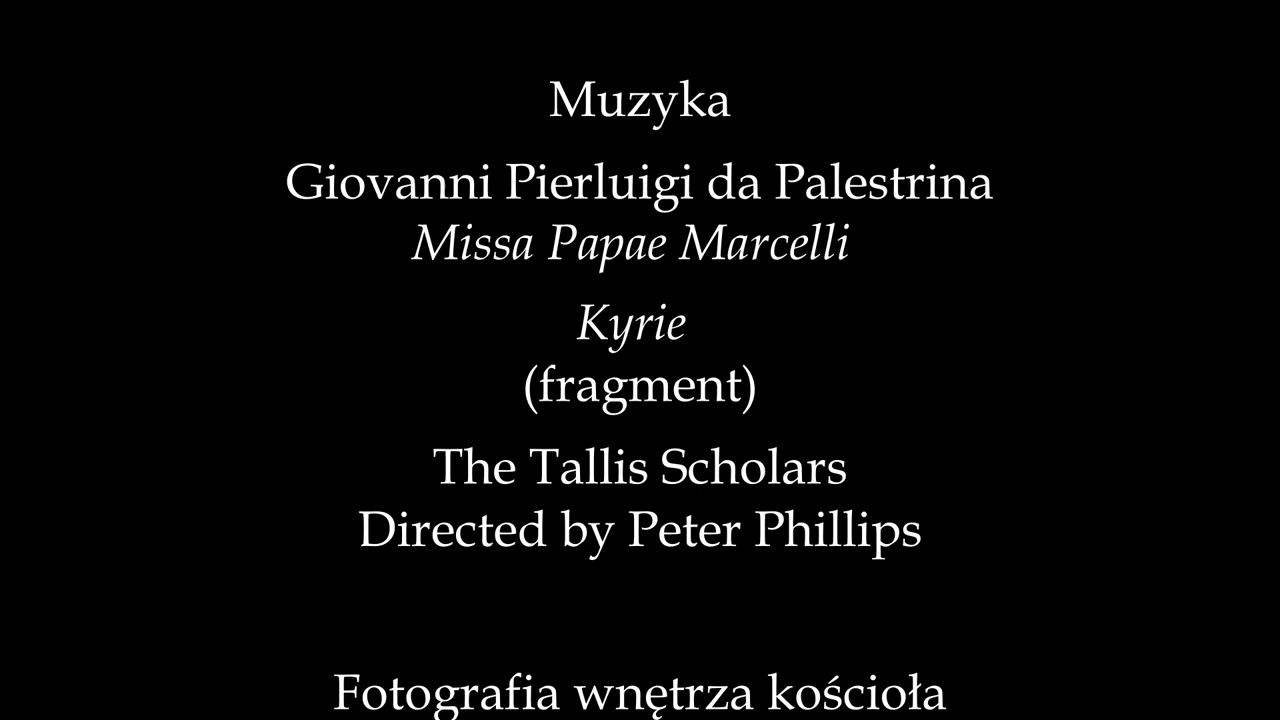 Muzyka
Giovanni Pierluigi da Palestrina
Missa Papae Marcelli
Kyrie
(fragment)
The Tallis Scholars
Directed by Peter Phillips
Fotografia wnętrza kościoła